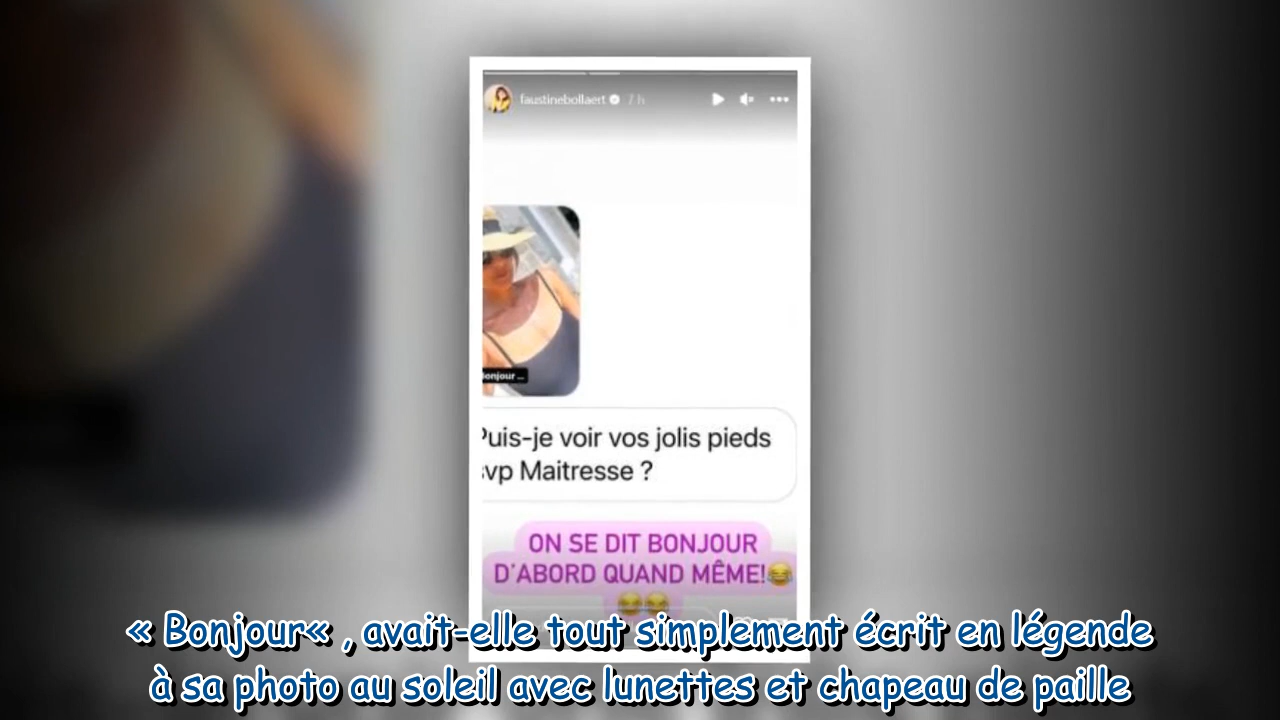 faustinebollaert 7 h
onjour ...
Puis-je voir vos jolis pieds
svp Maitresse ?
ON SE DIT BONJOUR
D'ABORD QUAND MÊME!😂
😂😂
« Bonjour« , avait-elle tout simplement écrit en légende
à sa photo au soleil avec lunettes et chapeau de paille